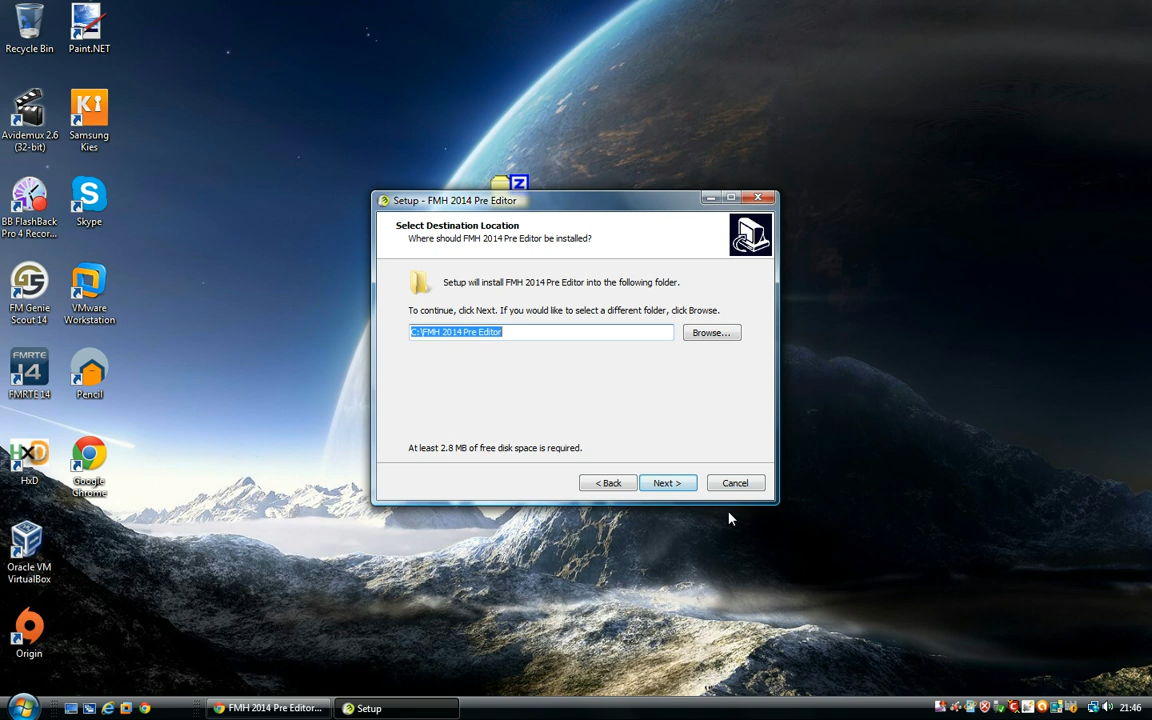 Recycle Bin
Paint.NET
Avidemux 2.6
(32-bit)
Samsung
Kies
BB FlashBack
Pro 4 Recor...
Skype
FM Genie
Scout 14
VMware
Workstation
FMRTE
14
FMRTE 14
Pencil
HxD
HxD
Google
Chrome
Oracle VM
VirtualBox
Origin
Z
Setup - FMH 2014 Pre Editor
Select Destination Location
Where should FMH 2014 Pre Editor be installed?
Setup will install FMH 2014 Pre Editor into the following folder.
To continue, click Next. If you would like to select a different folder, click Browse.
C:\FMH 2014 Pre Editor
Browse...
At least 2.8 MB of free disk space is required.
< Back
Next >
Cancel
FMH 2014 Pre Editor...
Setup
21:46